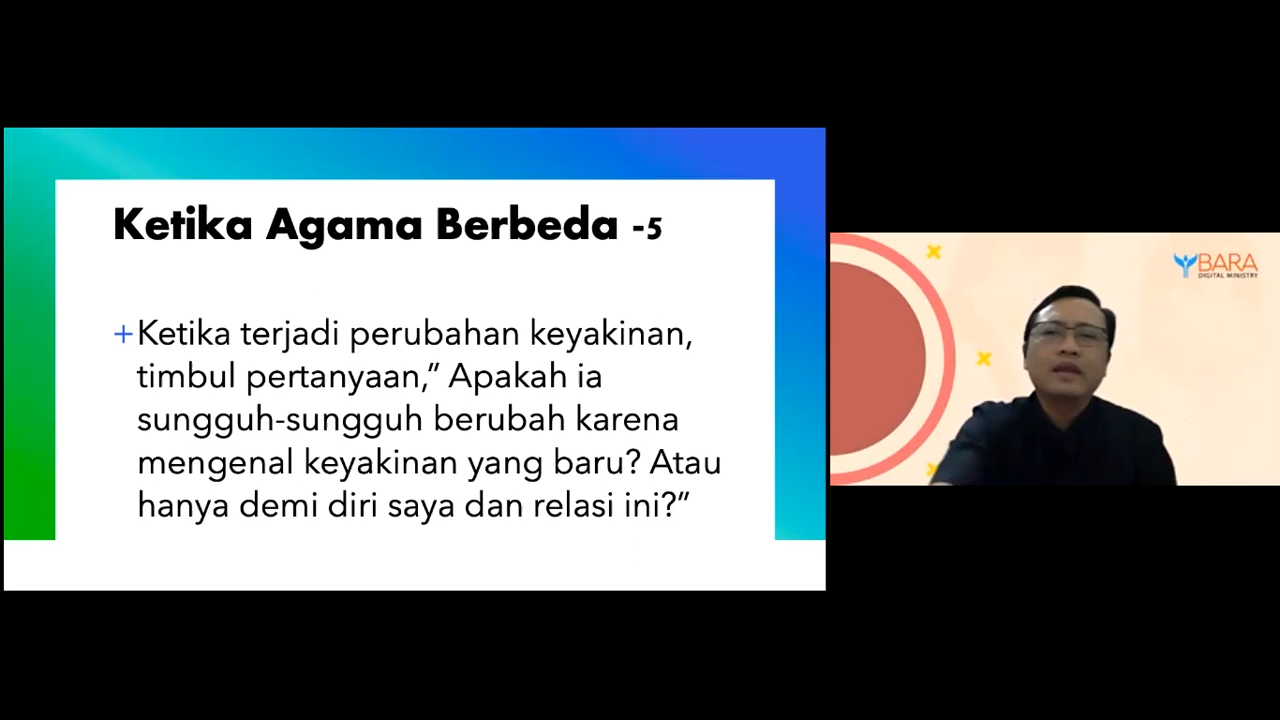 Ketika Agama Berbeda -5
+Ketika terjadi perubahan keyakinan,
timbul pertanyaan,” Apakah ia
sungguh-sungguh berubah karena
mengenal keyakinan yang baru? Atau
hanya demi diri saya dan relasi ini?”
BARA
DIGITAL MINISTRY